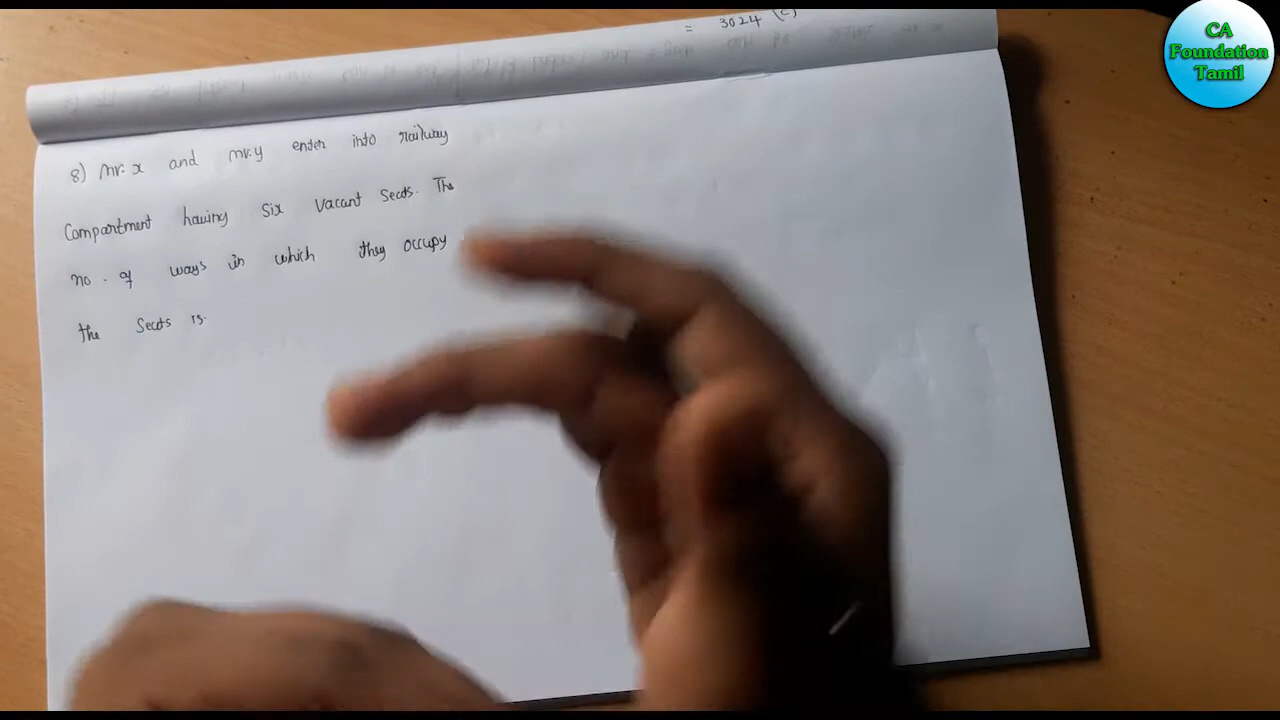 = 3024 (c)
8) Mr. x and mr.y enter into railway
Compartment having six vacant Seats. The
no. of ways in which they occupy
the Seats is.
CA
Foundation
Tamil